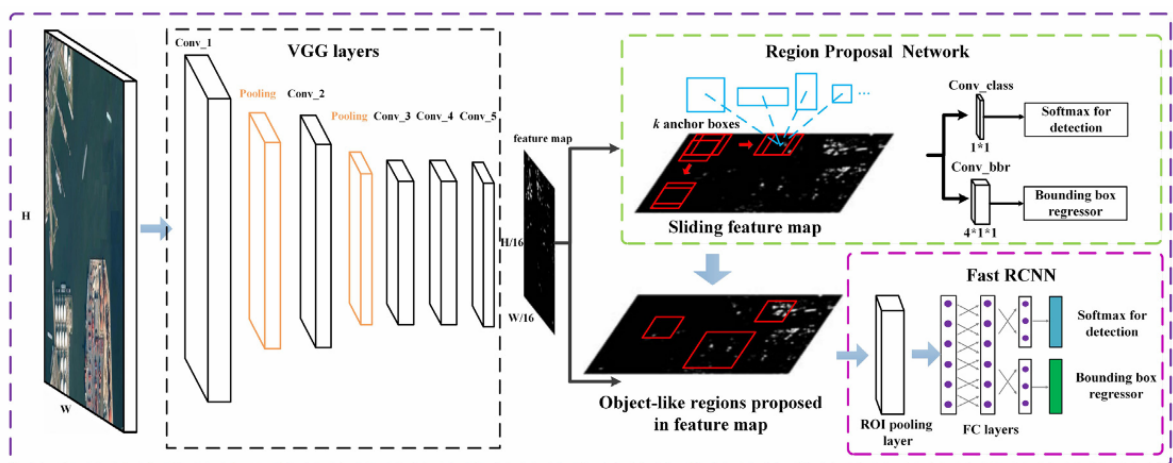 VGG layers
Conv_1
Pooling
Conv_2
Pooling
Conv_3
Conv_4
Conv_5
H
W
feature map
H/16
W/16
Region Proposal Network
k anchor boxes
...
Sliding feature map
Conv_class
1*1
Softmax for
detection
Conv_bbr
4*1*1
Bounding box
regressor
Object-like regions proposed
in feature map
Fast RCNN
ROI pooling
layer
FC layers
Softmax for
detection
Bounding box
regressor